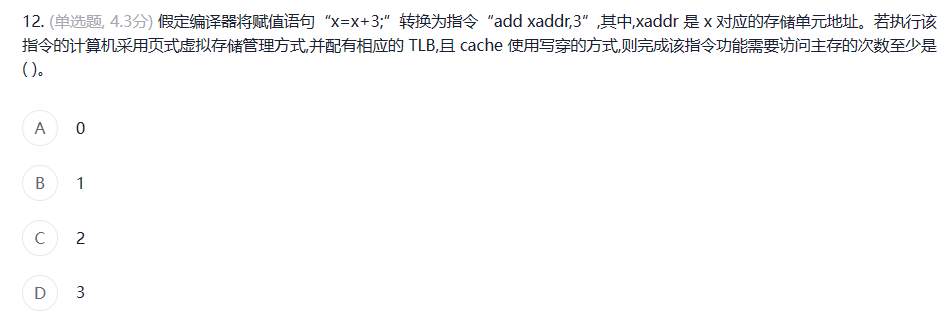 12. (单选题, 4.3分) 假定编译器将赋值语句“x=x+3;”转换为指令“add xaddr,3”,其中,xaddr 是 x 对应的存储单元地址。若执行该
指令的计算机采用页式虚拟存储管理方式,并配有相应的 TLB,且 cache 使用写穿的方式,则完成该指令功能需要访问主存的次数至少是
( )。
A 0
B 1
C 2
D 3